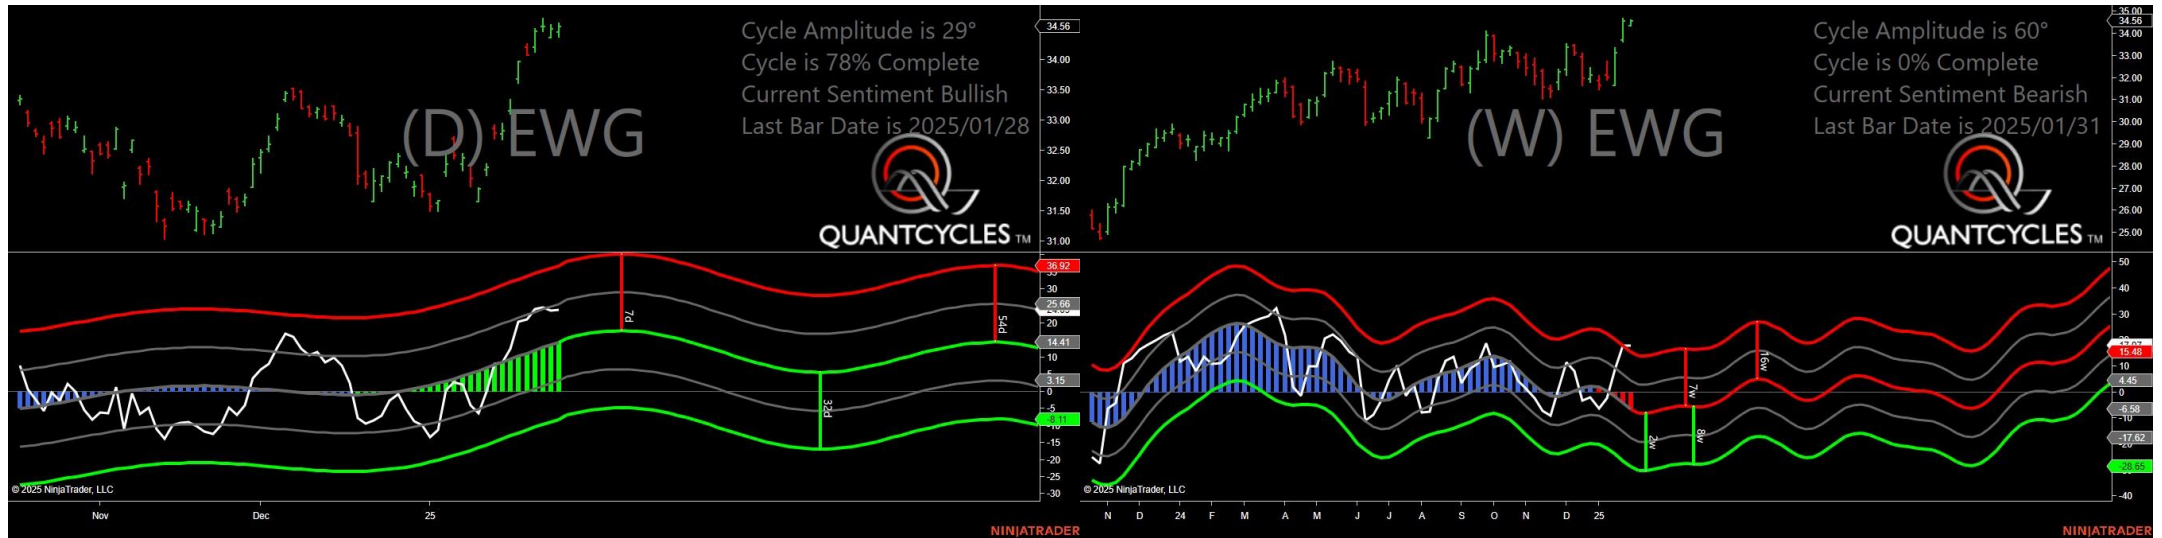 Cycle Amplitude is 29°
Cycle is 78% Complete
Current Sentiment Bullish
Last Bar Date is 2025/01/28
(D) EWG
QUANTCYCLES TM
34.56
34.00
33.50
33.00
32.50
32.00
31.50
31.00
36.92
30
25.66
20
14.41
10
3.15
0
-5
-8.11
-15
-20
-25
-30
7d
54d
32d
© 2025 NinjaTrader, LLC
Nov Dec 25
NINJATRADER
Cycle Amplitude is 60°
Cycle is 0% Complete
Current Sentiment Bearish
Last Bar Date is 2025/01/31
(W) EWG
QUANTCYCLES TM
35.00
34.56
34.00
33.00
32.00
31.00
30.00
29.00
28.00
27.00
26.00
25.00
50
40
30
20
15.48
10
4.45
0
-6.58
-17.62
-28.65
-40
16w
7w
2w
8w
© 2025 NinjaTrader, LLC
N D 24 F M A M J J A S O N D 25
NINJATRADER